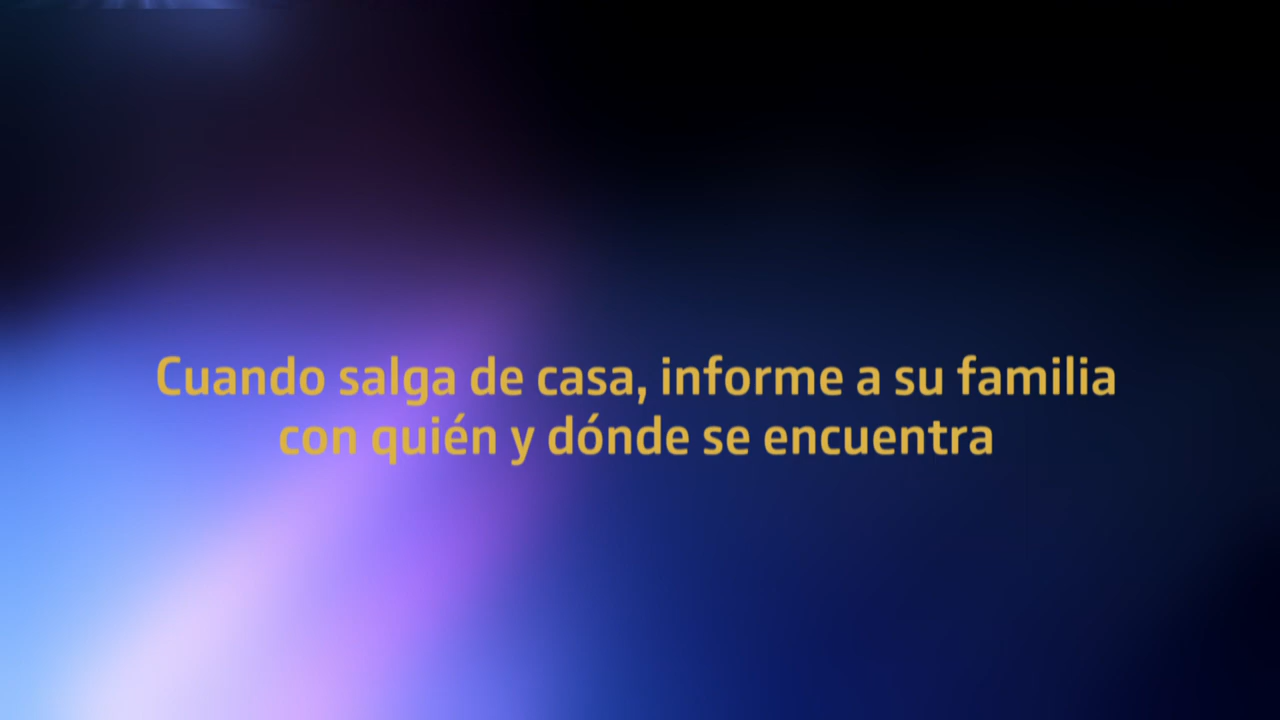 Cuando salga de casa, informe a su familia
con quién y dónde se encuentra